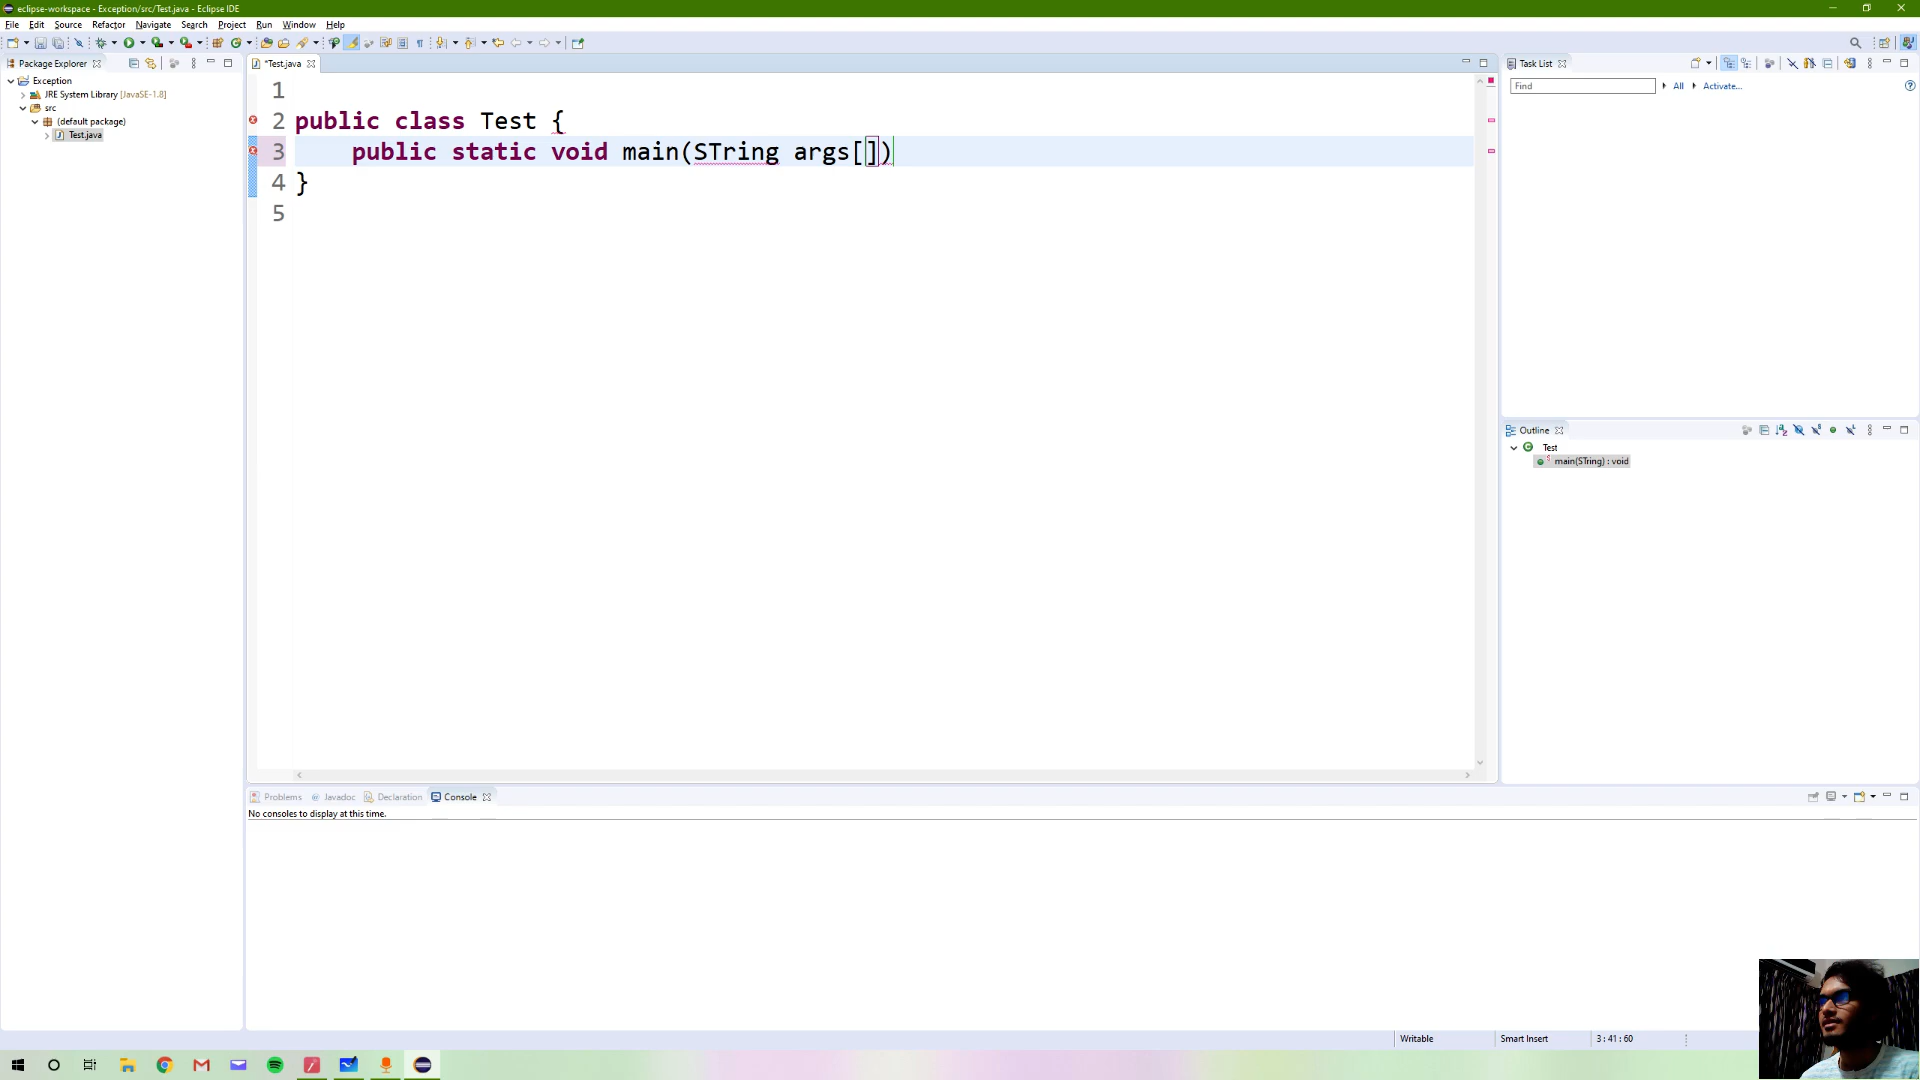 eclipse-workspace - Exception/src/Test.java - Eclipse IDE
File Edit Source Refactor Navigate Search Project Run Window Help
Package Explorer
Exception
JRE System Library [JavaSE-1.8]
src
(default package)
Test.java
*Test.java
1
2 public class Test {
3 public static void main(STring args[])
4 }
5
Task List
Find
All
Activate...
Outline
Test
main(STring) : void
Problems Javadoc Declaration Console
No consoles to display at this time.
Writable Smart Insert 3 : 41 : 60